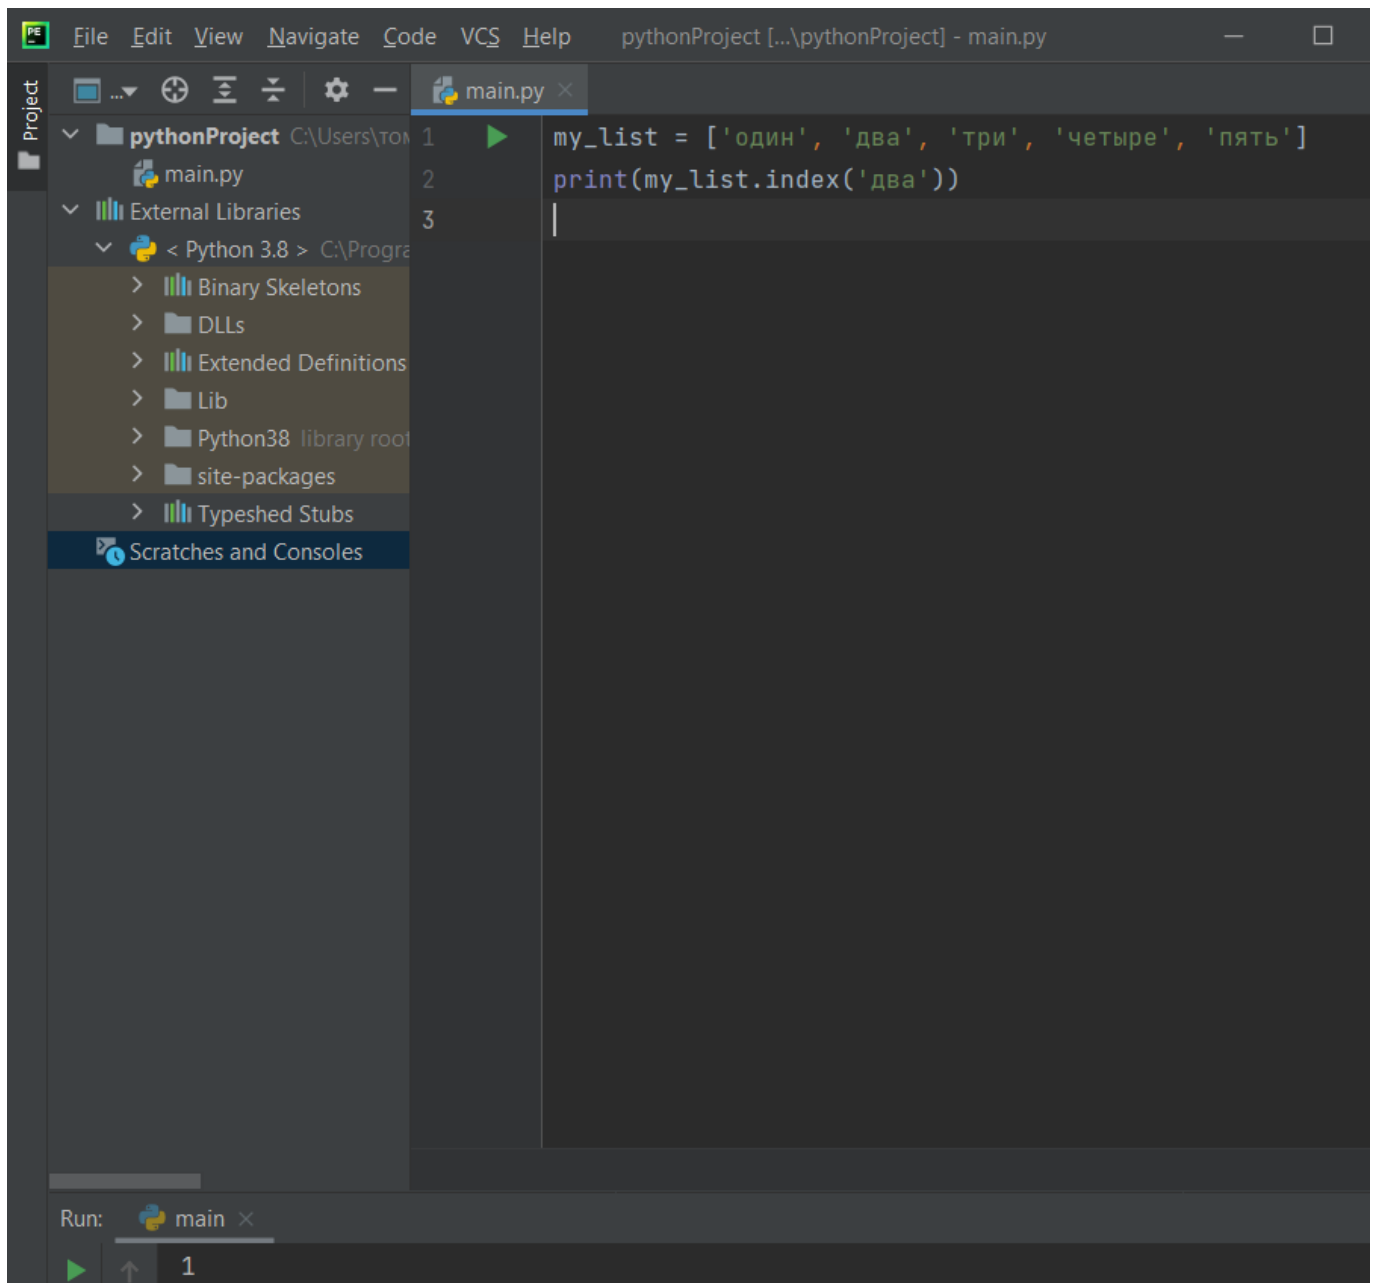 PE File Edit View Navigate Code VCS Help pythonProject [...\pythonProject] - main.py
Project
... main.py
pythonProject C:\Users\
main.py
External Libraries
< Python 3.8 > C:\Progra
Binary Skeletons
DLLs
Extended Definitions
Lib
Python38 library root
site-packages
Typeshed Stubs
Scratches and Consoles
1 my_list = ['один', 'два', 'три', 'четыре', 'пять']
2 print(my_list.index('два'))
3
Run: main
1